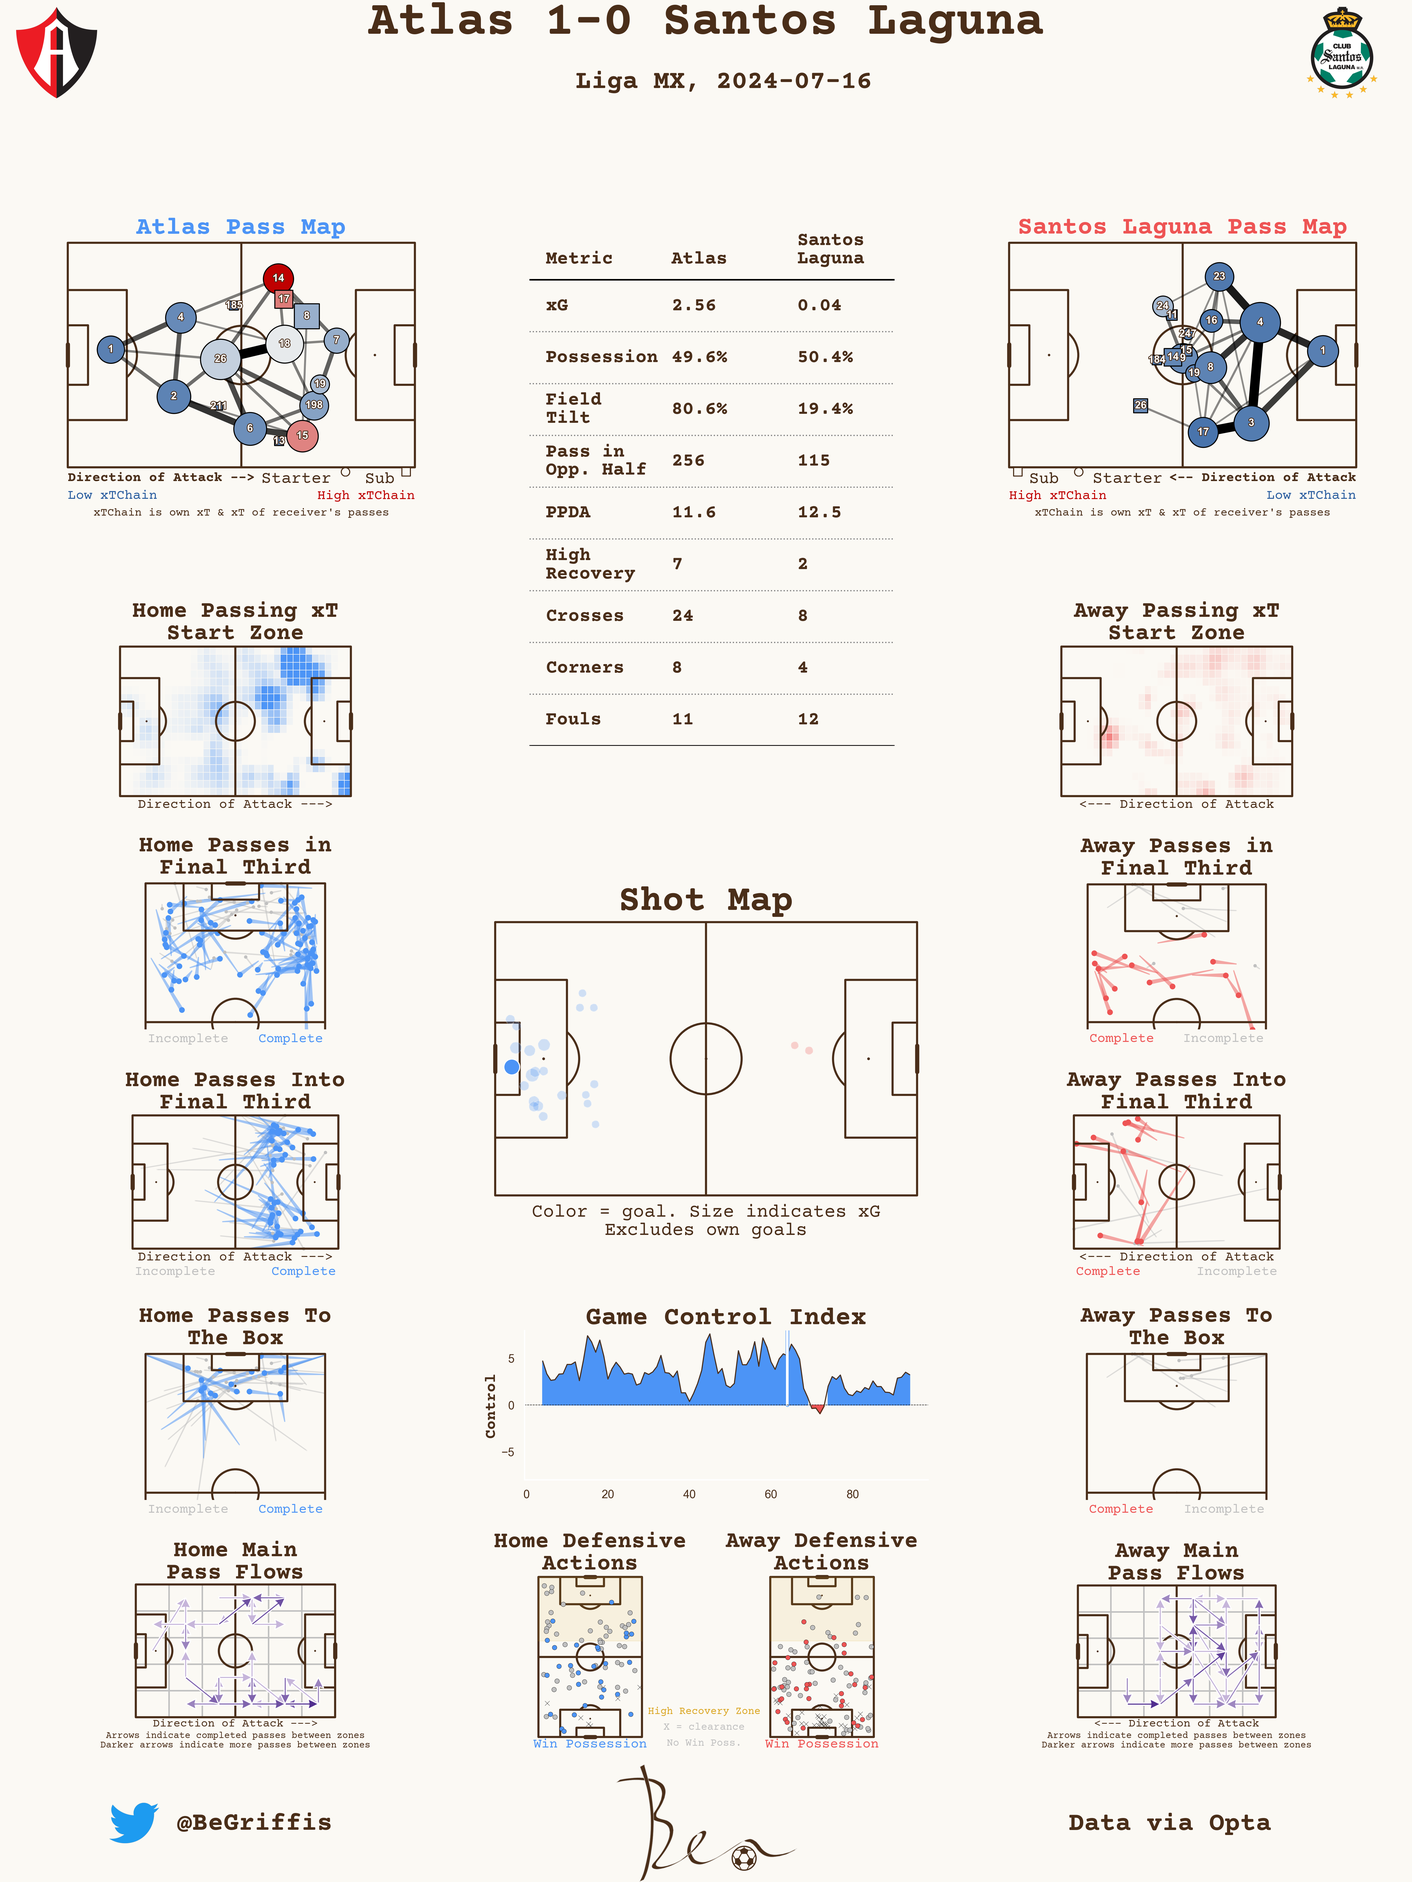 Atlas 1-0 Santos Laguna
Liga MX, 2024-07-16
CLUB
Santos
LAGUNA
Atlas Pass Map
14
17
185
8
4
7
18
1
26
19
2
211
198
6
13
15
Direction of Attack --> Starter Sub
Low xTChain High xTChain
xTChain is own xT & xT of receiver's passes
Metric Atlas Santos Laguna
xG 2.56 0.04
Possession 49.6% 50.4%
Field Tilt 80.6% 19.4%
Pass in Opp. Half 256 115
PPDA 11.6 12.5
High Recovery 7 2
Crosses 24 8
Corners 8 4
Fouls 11 12
Santos Laguna Pass Map
23
24
11
16
4
247
15
1
184
149
19
8
26
3
17
Sub Starter <-- Direction of Attack
High xTChain Low xTChain
xTChain is own xT & xT of receiver's passes
Home Passing xT
Start Zone
Direction of Attack --->
Away Passing xT
Start Zone
<--- Direction of Attack
Home Passes in
Final Third
Incomplete Complete
Away Passes in
Final Third
Complete Incomplete
Shot Map
Color = goal. Size indicates xG
Excludes own goals
Home Passes Into
Final Third
Direction of Attack --->
Incomplete Complete
Away Passes Into
Final Third
<--- Direction of Attack
Complete Incomplete
Home Passes To
The Box
Incomplete Complete
Game Control Index
Control
5
0
−5
0 20 40 60 80
Away Passes To
The Box
Complete Incomplete
Home Main
Pass Flows
Direction of Attack --->
Arrows indicate completed passes between zones
Darker arrows indicate more passes between zones
Home Defensive
Actions
Win Possession
Away Defensive
Actions
Win Possession
High Recovery Zone
X = clearance
No Win Poss.
Away Main
Pass Flows
<--- Direction of Attack
Arrows indicate completed passes between zones
Darker arrows indicate more passes between zones
@BeGriffis
Ben
Data via Opta